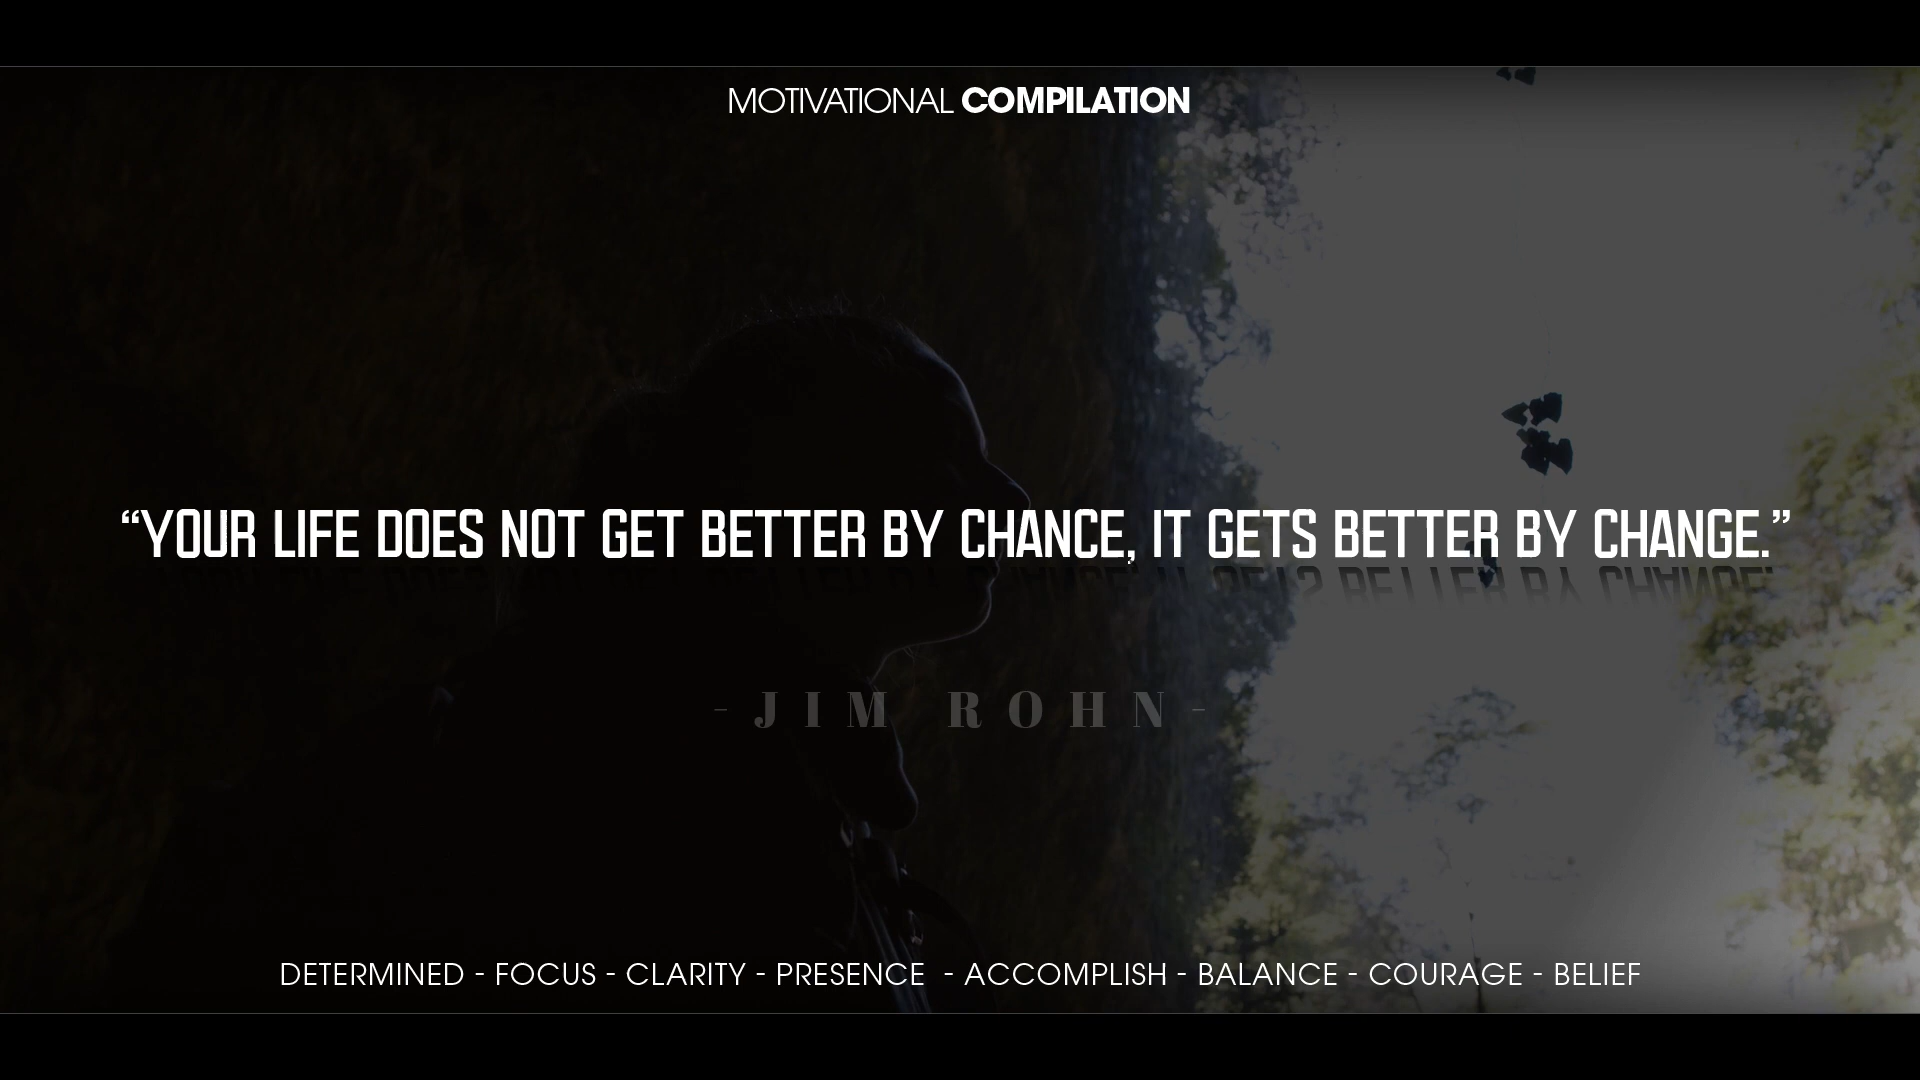 MOTIVATIONAL COMPILATION
“YOUR LIFE DOES NOT GET BETTER BY CHANCE, IT GETS BETTER BY CHANGE.”
- JIM ROHN -
DETERMINED - FOCUS - CLARITY - PRESENCE - ACCOMPLISH - BALANCE - COURAGE - BELIEF